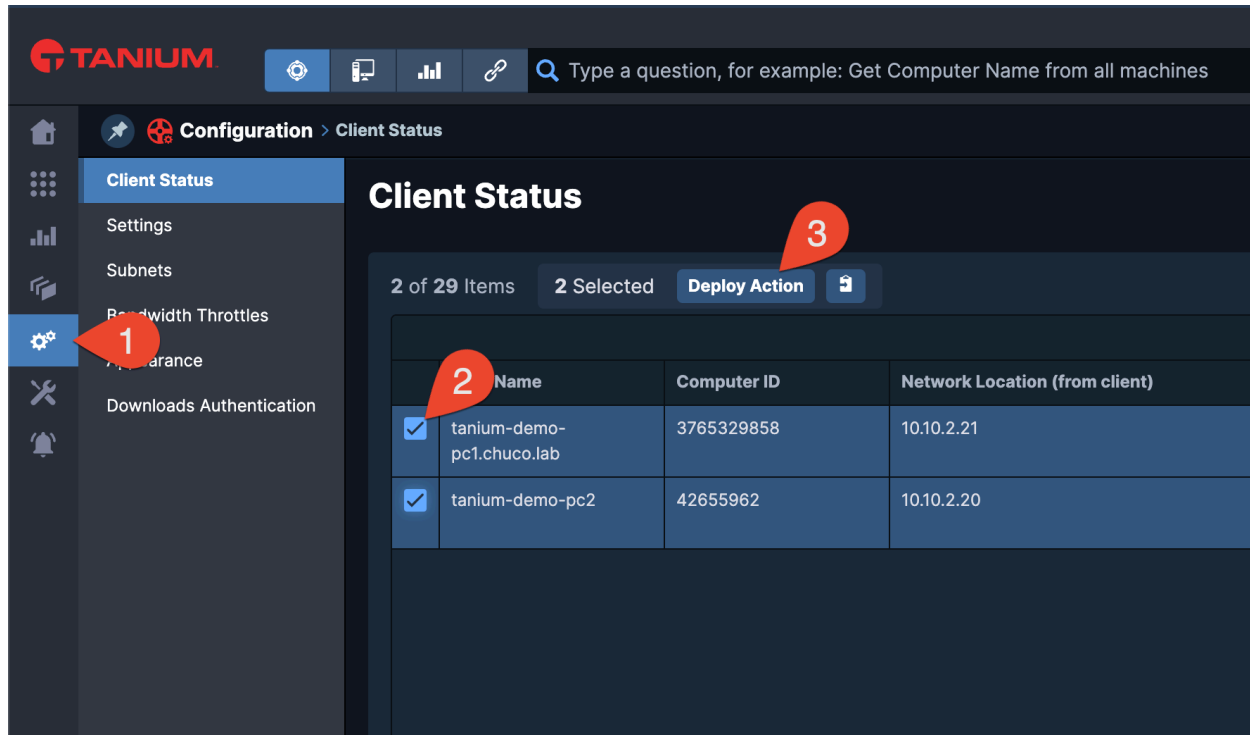 TANIUM
Type a question, for example: Get Computer Name from all machines
Configuration > Client Status
Client Status
Settings
Subnets
Bandwidth Throttles
Appearance
Downloads Authentication
Client Status
2 of 29 Items
2 Selected
Deploy Action
1
2
3
Name
Computer ID
Network Location (from client)
tanium-demo-
pc1.chuco.lab
3765329858
10.10.2.21
tanium-demo-pc2
42655962
10.10.2.20